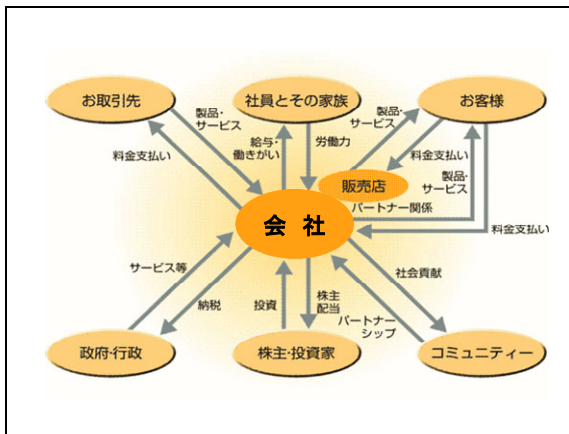 お取引先
社員とその家族
お客様
製品・
サービス
料金支払い
給与・
働きがい
労働力
製品・
サービス
料金支払い
製品・
サービス
販売店
パートナー関係
料金支払い
会 社
サービス等
納税
投資
株主
配当
パートナー
シップ
社会貢献
政府・行政
株主・投資家
コミュニティー